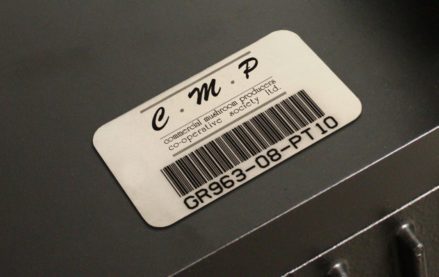 C.M.P
commercial mushroom producers
co-operative society ltd.
GR963-08-PT10